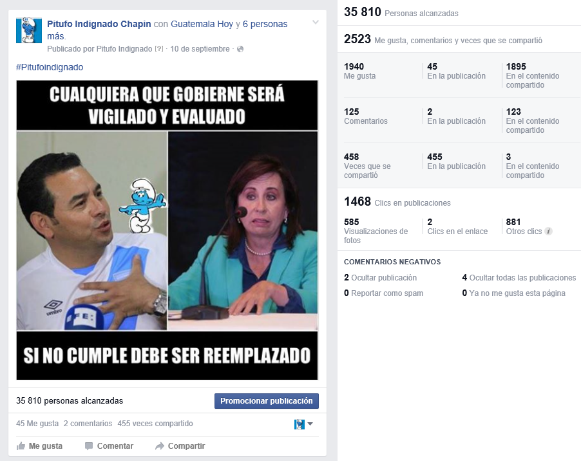 Pitufo Indignado Chapin con Guatemala Hoy y 6 personas
más.
Publicado por Pitufo Indignado [?] · 10 de septiembre ·
#Pitufoindignado
CUALQUIERA QUE GOBIERNE SERÁ
VIGILADO Y EVALUADO
EFE:
SI NO CUMPLE DEBE SER REEMPLAZADO
35 810 personas alcanzadas
Promocionar publicación
45 Me gusta 2 comentarios 455 veces compartido
Me gusta Comentar Compartir
35 810 Personas alcanzadas
2523 Me gusta, comentarios y veces que se compartió
1940
Me gusta
45
En la publicación
1895
En el contenido
compartido
125
Comentarios
2
En la publicación
123
En el contenido
compartido
458
Veces que se
compartió
455
En la publicación
3
En el contenido
compartido
1468 Clics en publicaciones
585
Visualizaciones de
fotos
2
Clics en el enlace
881
Otros clics i
COMENTARIOS NEGATIVOS
2 Ocultar publicación
4 Ocultar todas las publicaciones
0 Reportar como spam
0 Ya no me gusta esta página